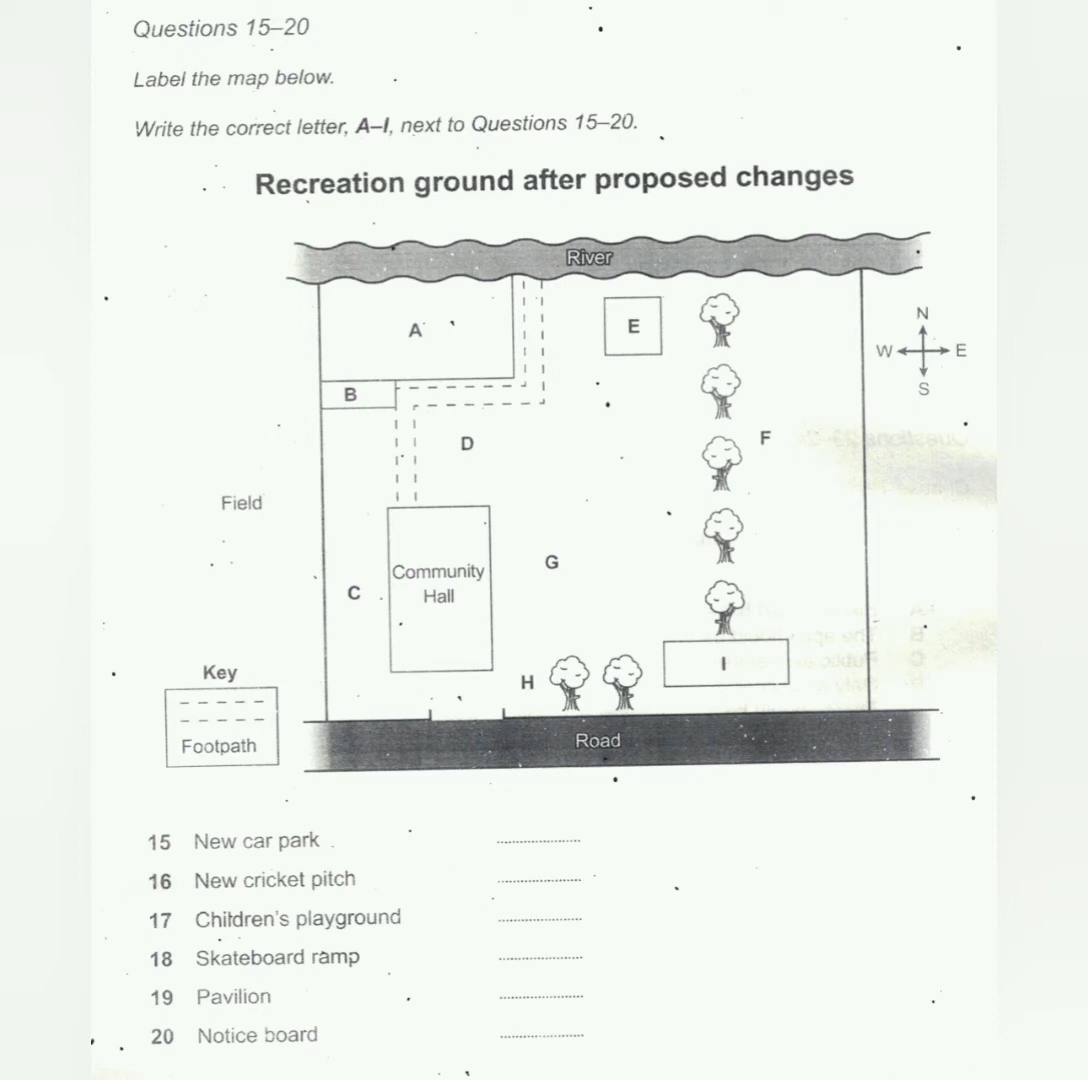 Questions 15–20
Label the map below.
Write the correct letter, A–I, next to Questions 15–20.
Recreation ground after proposed changes
River
A
E
N
W E
S
B
D
F
Field
Community
Hall
C
G
Key
Footpath
H
I
Road
15 New car park
16 New cricket pitch
17 Children's playground
18 Skateboard ramp
19 Pavilion
20 Notice board